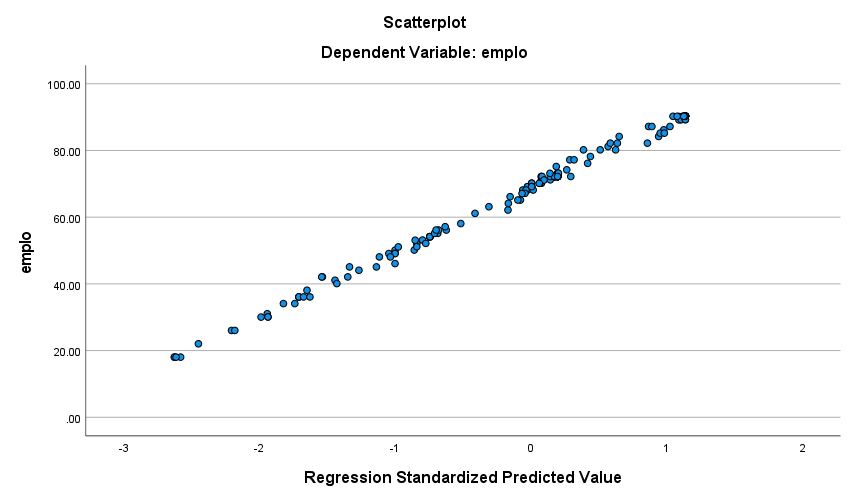 Scatterplot
Dependent Variable: emplo
100.00
80.00
60.00
40.00
20.00
.00
emplo
-3 -2 -1 0 1 2
Regression Standardized Predicted Value